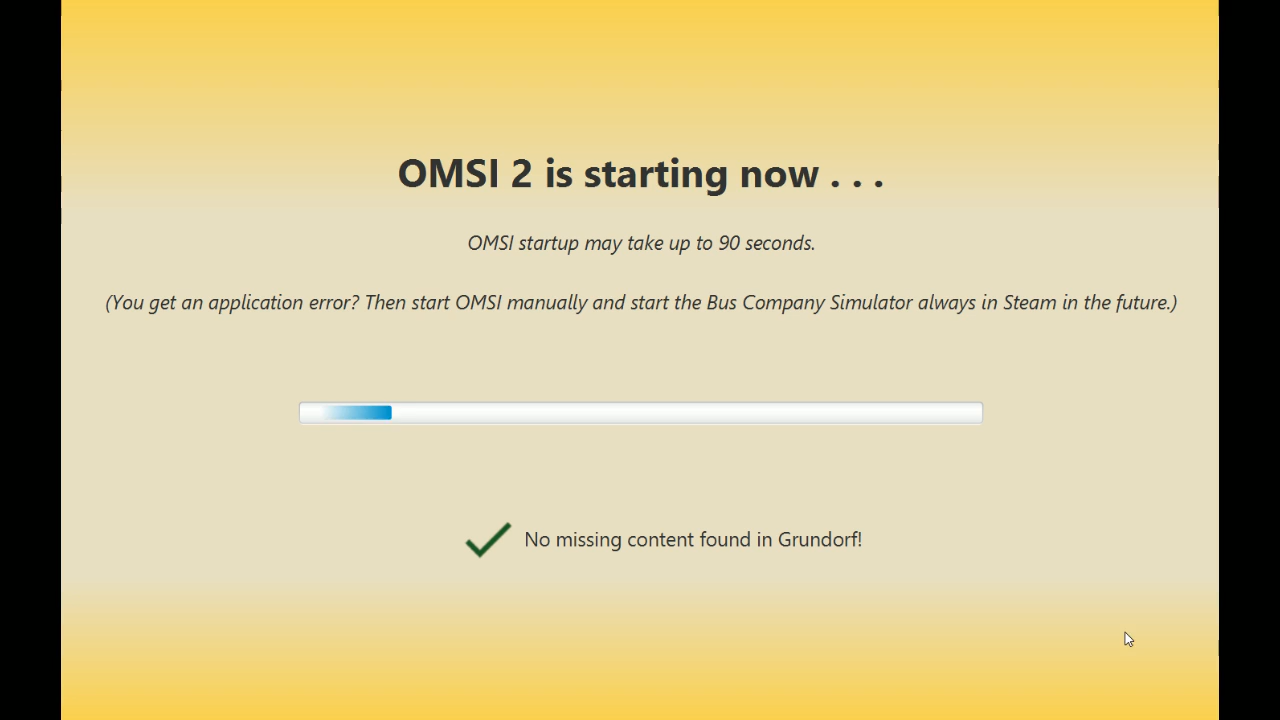 OMSI 2 is starting now . . .
OMSI startup may take up to 90 seconds.
(You get an application error? Then start OMSI manually and start the Bus Company Simulator always in Steam in the future.)
No missing content found in Grundorf!